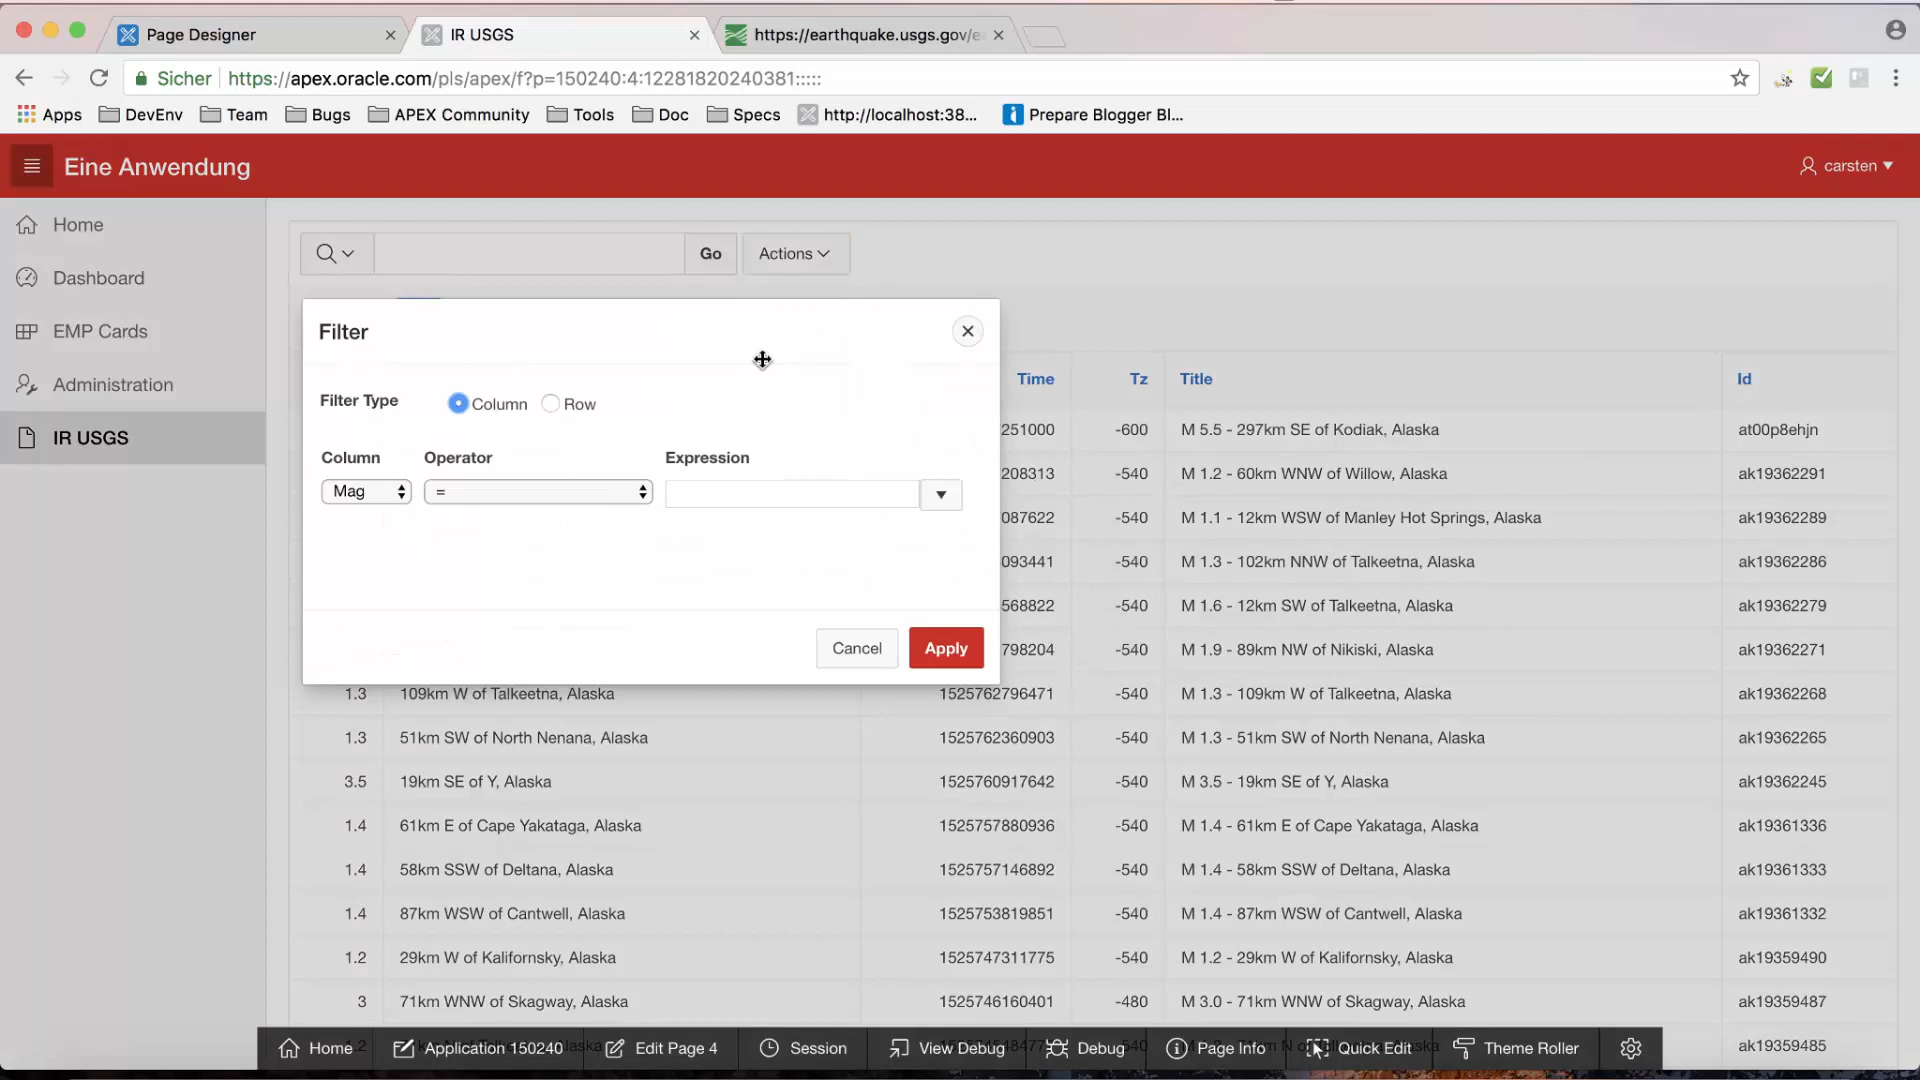 Page Designer
IR USGS
https://earthquake.usgs.gov/ea
Sicher https://apex.oracle.com/pls/apex/f?p=150240:4:12281820240381:::::
Apps DevEnv Team Bugs APEX Community Tools Doc Specs http://localhost:38... Prepare Blogger Bl...
Eine Anwendung
carsten
Home
Dashboard
EMP Cards
Administration
IR USGS
Go Actions
Filter
Filter Type Column Row
Column Operator Expression
Mag =
Cancel Apply
Time Tz Title Id
251000 -600 M 5.5 - 297km SE of Kodiak, Alaska at00p8ehjn
208313 -540 M 1.2 - 60km WNW of Willow, Alaska ak19362291
087622 -540 M 1.1 - 12km WSW of Manley Hot Springs, Alaska ak19362289
093441 -540 M 1.3 - 102km NNW of Talkeetna, Alaska ak19362286
568822 -540 M 1.6 - 12km SW of Talkeetna, Alaska ak19362279
798204 -540 M 1.9 - 89km NW of Nikiski, Alaska ak19362271
1.3 109km W of Talkeetna, Alaska 1525762796471 -540 M 1.3 - 109km W of Talkeetna, Alaska ak19362268
1.3 51km SW of North Nenana, Alaska 1525762360903 -540 M 1.3 - 51km SW of North Nenana, Alaska ak19362265
3.5 19km SE of Y, Alaska 1525760917642 -540 M 3.5 - 19km SE of Y, Alaska ak19362245
1.4 61km E of Cape Yakataga, Alaska 1525757880936 -540 M 1.4 - 61km E of Cape Yakataga, Alaska ak19361336
1.4 58km SSW of Deltana, Alaska 1525757146892 -540 M 1.4 - 58km SSW of Deltana, Alaska ak19361333
1.4 87km WSW of Cantwell, Alaska 1525753819851 -540 M 1.4 - 87km WSW of Cantwell, Alaska ak19361332
1.2 29km W of Kalifornsky, Alaska 1525747311775 -540 M 1.2 - 29km W of Kalifornsky, Alaska ak19359490
3 71km WNW of Skagway, Alaska 1525746160401 -480 M 3.0 - 71km WNW of Skagway, Alaska ak19359487
ak19359485
Home Application 150240 Edit Page 4 Session View Debug Debug Page Info Quick Edit Theme Roller